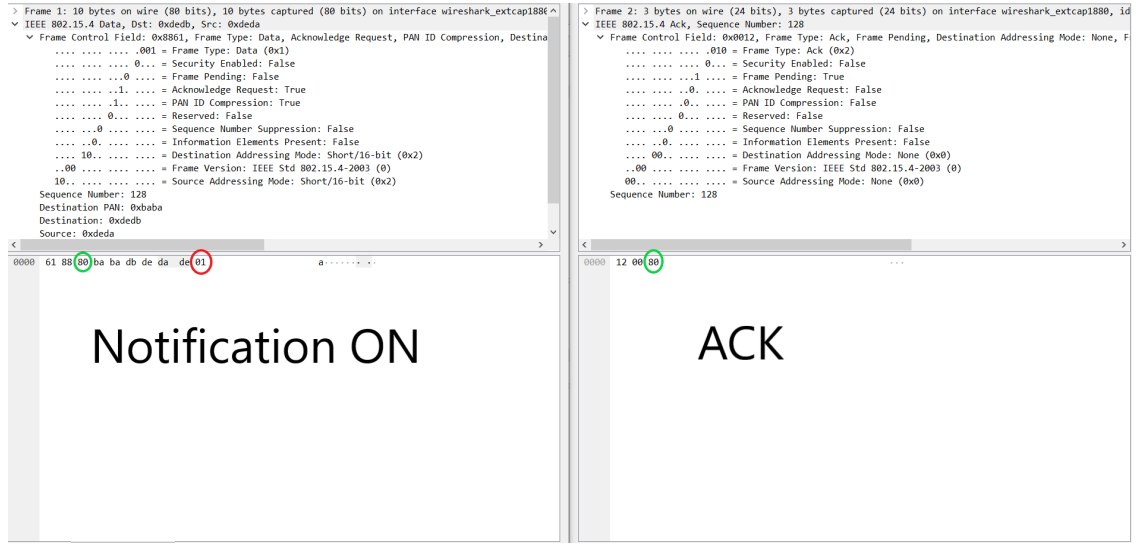 > Frame 1: 10 bytes on wire (80 bits), 10 bytes captured (80 bits) on interface wireshark_extcap1880
IEEE 802.15.4 Data, Dst: 0xdedb, Src: 0xdeda
Frame Control Field: 0x8861, Frame Type: Data, Acknowledge Request, PAN ID Compression, Destina
.... .... .... .001 = Frame Type: Data (0x1)
.... .... .... 0... = Security Enabled: False
.... .... ...0 .... = Frame Pending: False
.... .... ..1. .... = Acknowledge Request: True
.... .... .1.. .... = PAN ID Compression: True
.... .... 0... .... = Reserved: False
.... ...0 .... .... = Sequence Number Suppression: False
.... ..0. .... .... = Information Elements Present: False
.... 10.. .... .... = Destination Addressing Mode: Short/16-bit (0x2)
..00 .... .... .... = Frame Version: IEEE Std 802.15.4-2003 (0)
10.. .... .... .... = Source Addressing Mode: Short/16-bit (0x2)
Sequence Number: 128
Destination PAN: 0xbaba
Destination: 0xdedb
Source: 0xdeda
0000 61 88 80 ba ba db de da de 01 a·········
Notification ON
> Frame 2: 3 bytes on wire (24 bits), 3 bytes captured (24 bits) on interface wireshark_extcap1880, id
IEEE 802.15.4 Ack, Sequence Number: 128
Frame Control Field: 0x0012, Frame Type: Ack, Frame Pending, Destination Addressing Mode: None, F
.... .... .... .010 = Frame Type: Ack (0x2)
.... .... .... 0... = Security Enabled: False
.... .... ...1 .... = Frame Pending: True
.... .... ..0. .... = Acknowledge Request: False
.... .... .0.. .... = PAN ID Compression: False
.... .... 0... .... = Reserved: False
.... ...0 .... .... = Sequence Number Suppression: False
.... ..0. .... .... = Information Elements Present: False
.... 00.. .... .... = Destination Addressing Mode: None (0x0)
..00 .... .... .... = Frame Version: IEEE Std 802.15.4-2003 (0)
00.. .... .... .... = Source Addressing Mode: None (0x0)
Sequence Number: 128
0000 12 00 80 ···
ACK